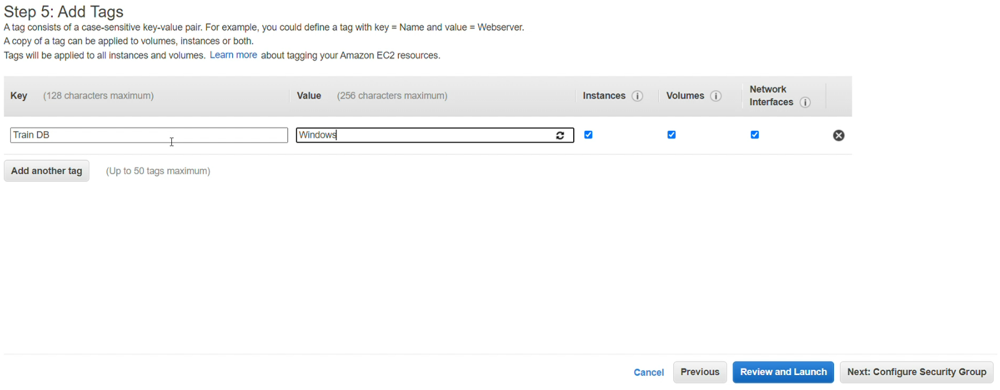 Step 5: Add Tags
A tag consists of a case-sensitive key-value pair. For example, you could define a tag with key = Name and value = Webserver.
A copy of a tag can be applied to volumes, instances or both.
Tags will be applied to all instances and volumes. Learn more about tagging your Amazon EC2 resources.
Key (128 characters maximum) Value (256 characters maximum) Instances i Volumes i Network Interfaces i
Train DB Windows
Add another tag (Up to 50 tags maximum)
Cancel Previous Review and Launch Next: Configure Security Group